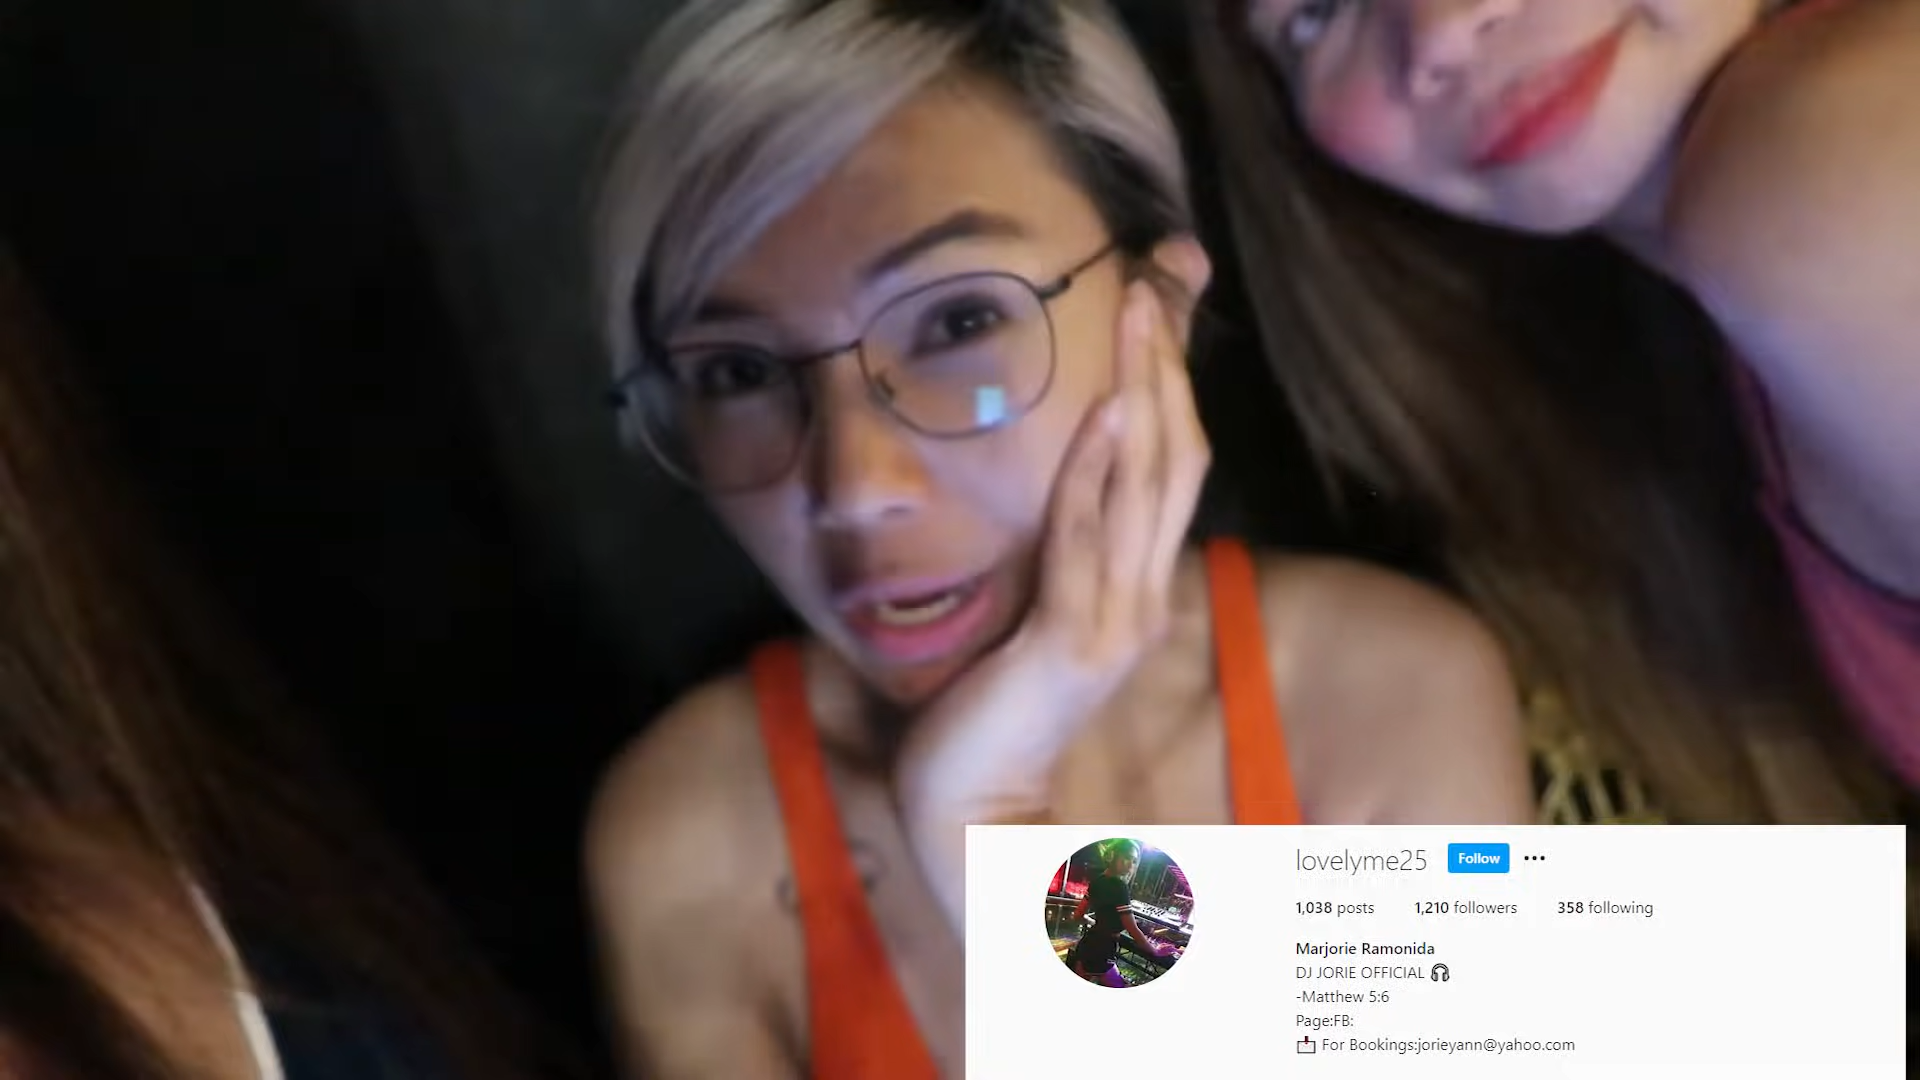 lovelyme25 Follow
1,038 posts 1,210 followers 358 following
Marjorie Ramonida
DJ JORIE OFFICIAL 🎧
-Matthew 5:6
Page:FB:
📩 For Bookings:jorieyann@yahoo.com